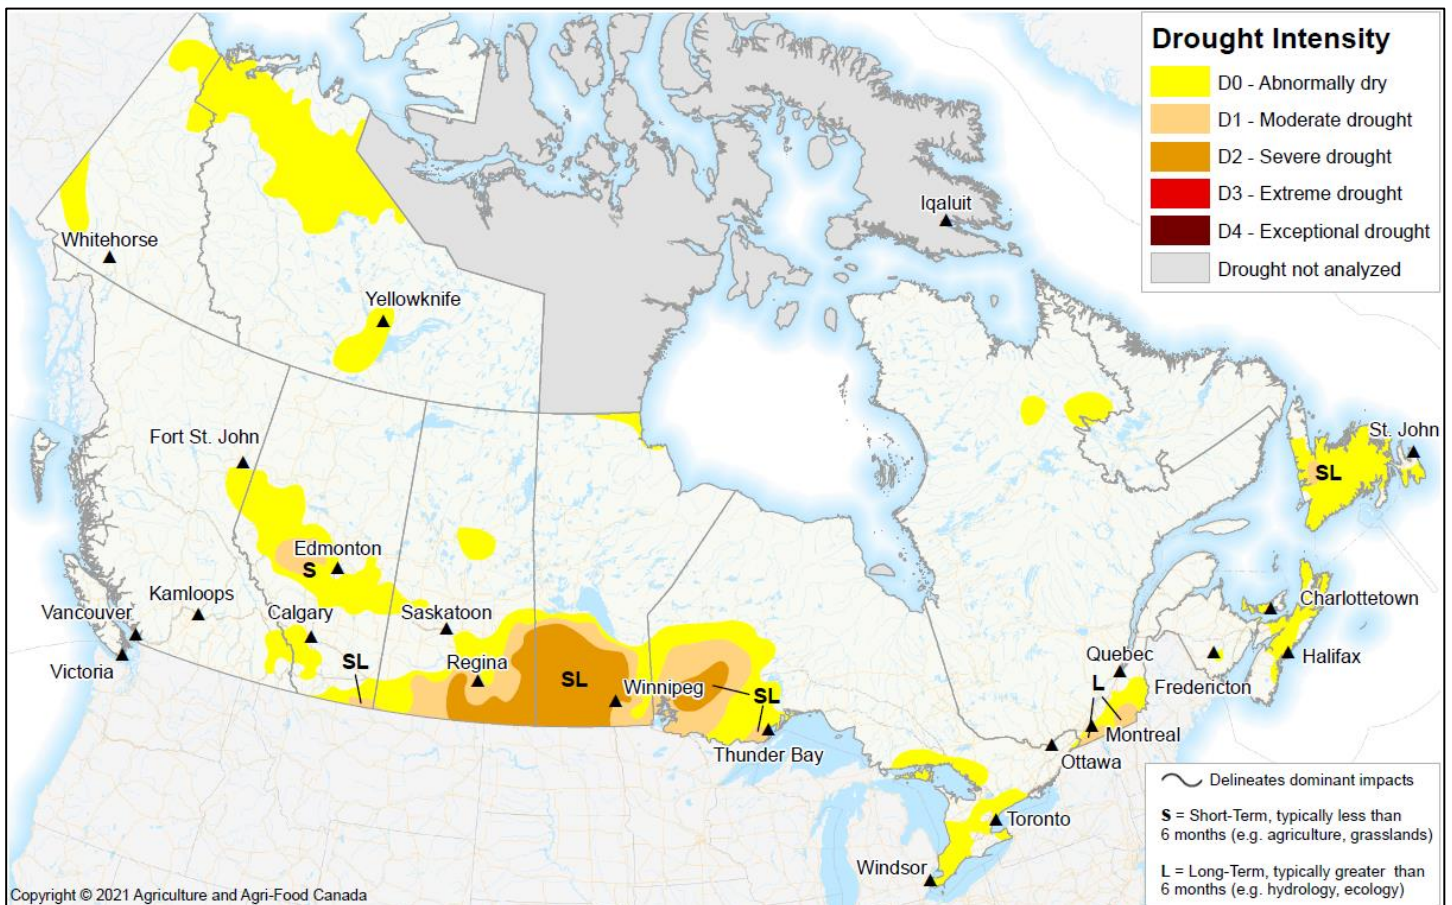 Drought Intensity
D0 - Abnormally dry
D1 - Moderate drought
D2 - Severe drought
D3 - Extreme drought
D4 - Exceptional drought
Drought not analyzed
Iqaluit
Whitehorse
Yellowknife
Fort St. John
St. John
SL
Edmonton
S
Kamloops
Calgary
Saskatoon
Charlottetown
Vancouver
Victoria
SL
Regina
SL
Winnipeg
SL
Quebec
L
Fredericton
Halifax
Thunder Bay
Montreal
Ottawa
Toronto
Windsor
Delineates dominant impacts
S = Short-Term, typically less than
6 months (e.g. agriculture, grasslands)
L = Long-Term, typically greater than
6 months (e.g. hydrology, ecology)
Copyright © 2021 Agriculture and Agri-Food Canada